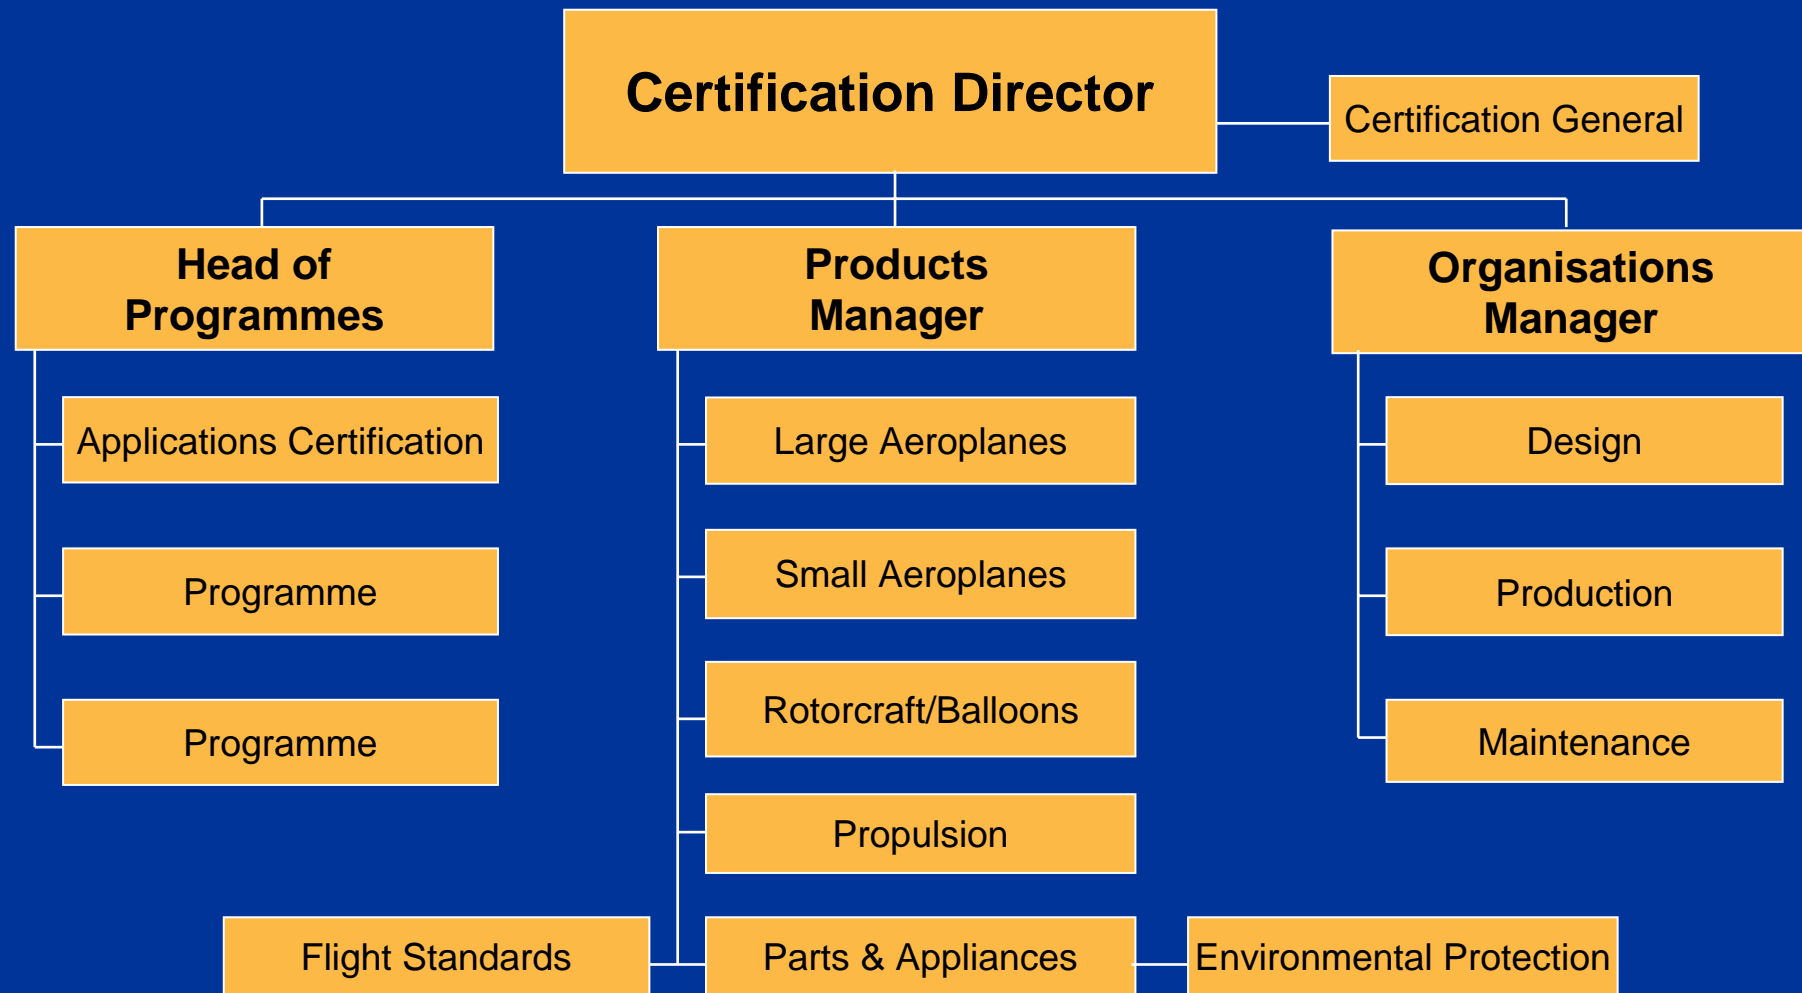 Certification Director
Certification General
Head of
Programmes
Products
Manager
Organisations
Manager
Applications Certification
Large Aeroplanes
Design
Programme
Small Aeroplanes
Production
Programme
Rotorcraft/Balloons
Maintenance
Propulsion
Flight Standards
Parts & Appliances
Environmental Protection